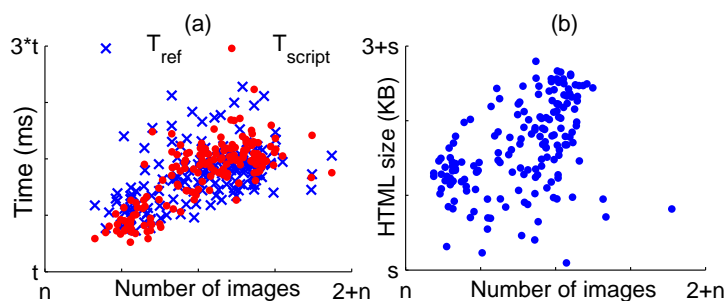 (a)
3*t
T_ref
T_script
Time (ms)
t
n
Number of images
2+n
(b)
3+s
HTML size (KB)
s
n
Number of images
2+n